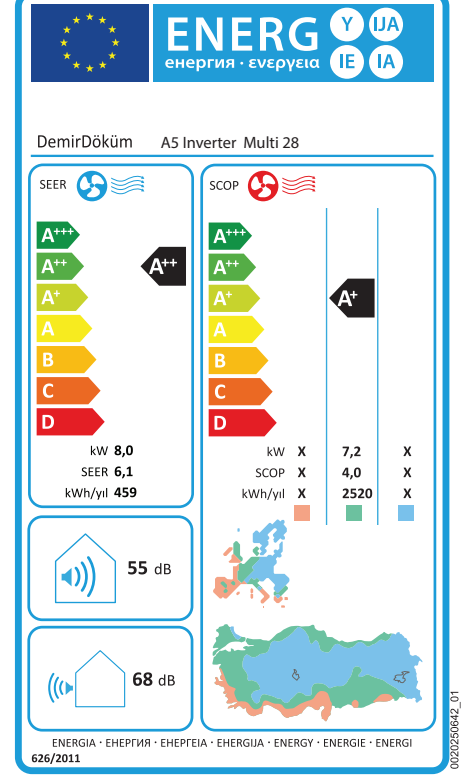 ENERG
Y IJA
IE IA
енергия · ενεργεια
DemirDöküm A5 Inverter Multi 28
SEER
A+++
A++
A+
A
B
C
D
A++
kW 8,0
SEER 6,1
kWh/yıl 459
SCOP
A+++
A++
A+
A
B
C
D
A+
kW X 7,2 X
SCOP X 4,0 X
kWh/yıl X 2520 X
55 dB
68 dB
ENERGIA · ЕНЕРГИЯ · ΕΝΕΡΓΕΙΑ · ENERGIJA · ENERGY · ENERGIE · ENERGI
626/2011
0020250642_01